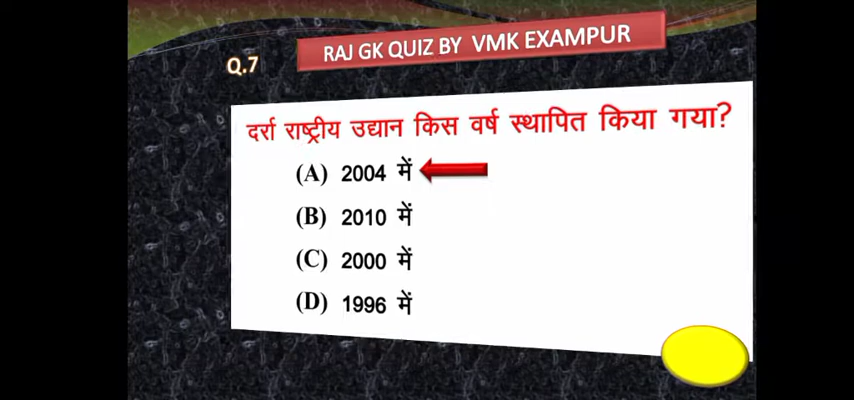 RAJ GK QUIZ BY VMK EXAMPUR
Q.7
दर्रा राष्ट्रीय उद्यान किस वर्ष स्थापित किया गया?
(A) 2004 में
(B) 2010 में
(C) 2000 में
(D) 1996 में